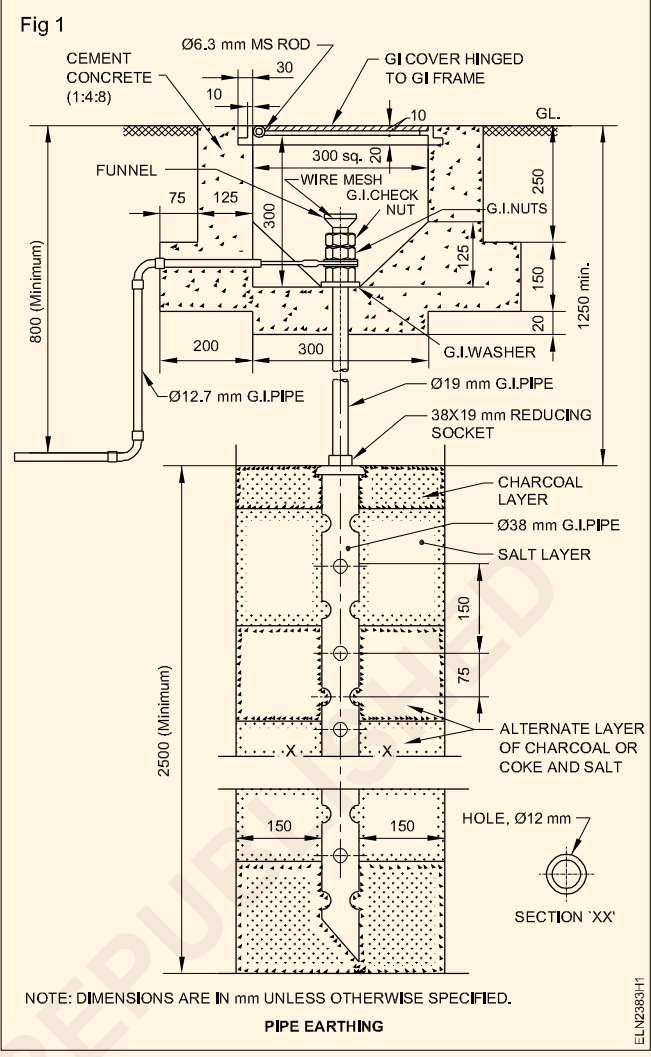 Fig 1
Ø6.3 mm MS ROD
CEMENT
CONCRETE
(1:4:8)
30
10
GI COVER HINGED
TO GI FRAME
10
GL.
300 sq.
20
FUNNEL
WIRE MESH
G.I.CHECK
NUT
G.I.NUTS
75
125
300
250
125
150
20
800 (Minimum)
1250 min.
200
300
G.I.WASHER
Ø12.7 mm G.I.PIPE
Ø19 mm G.I.PIPE
38X19 mm REDUCING
SOCKET
CHARCOAL
LAYER
Ø38 mm G.I.PIPE
SALT LAYER
150
75
2500 (Minimum)
ALTERNATE LAYER
OF CHARCOAL OR
COKE AND SALT
X X
150 150
HOLE, Ø12 mm
SECTION `XX'
NOTE: DIMENSIONS ARE IN mm UNLESS OTHERWISE SPECIFIED.
PIPE EARTHING
ELN2383H1
REPUBLISHED